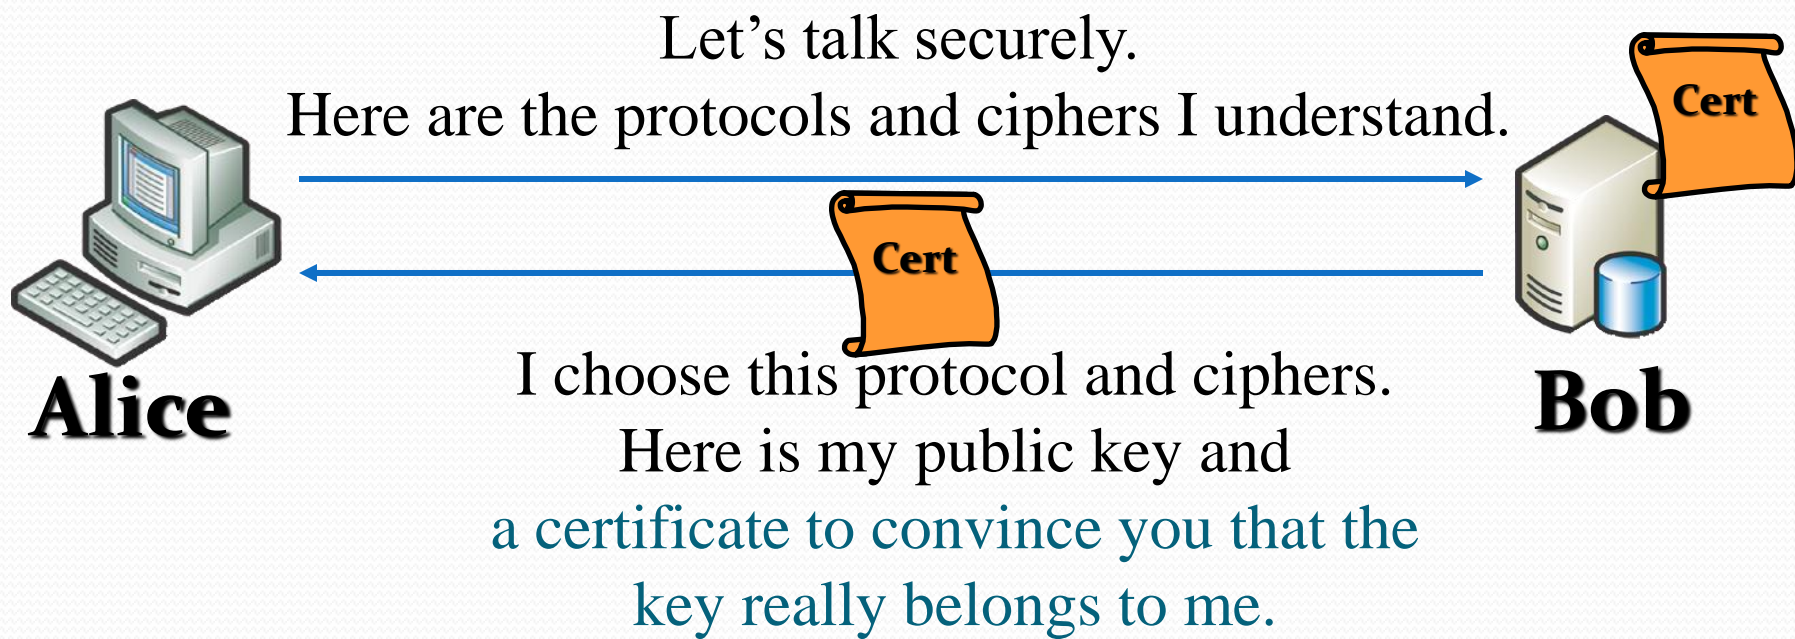 Let’s talk securely.
Here are the protocols and ciphers I understand.
Cert
Cert
Alice
Bob
I choose this protocol and ciphers.
Here is my public key and
a certificate to convince you that the
key really belongs to me.